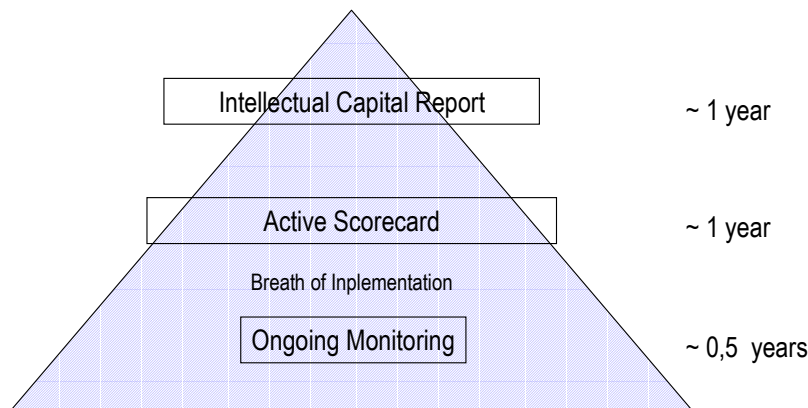 Intellectual Capital Report
~ 1 year
Active Scorecard
~ 1 year
Breath of Inplementation
Ongoing Monitoring
~ 0,5 years